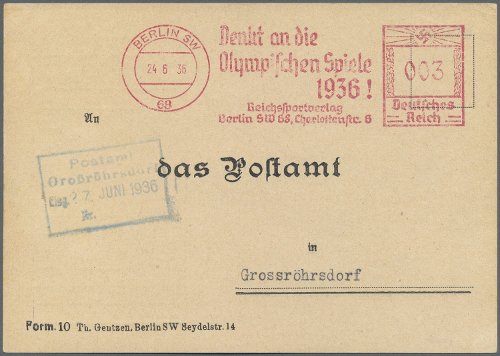 BERLIN SW
24 6 36
68
Denkt an die
Olympischen Spiele
1936!
Reichssportverlag
Berlin SW 68, Charlottenstr. 6
003
Deutsches
Reich
An
Postamt
Großröhrsdorf
Eing. 27. JUNI 1936
Nr.
das Postamt
in
Grossröhrsdorf
Form. 10 Th. Gentzen, Berlin SW Seydelstr. 14